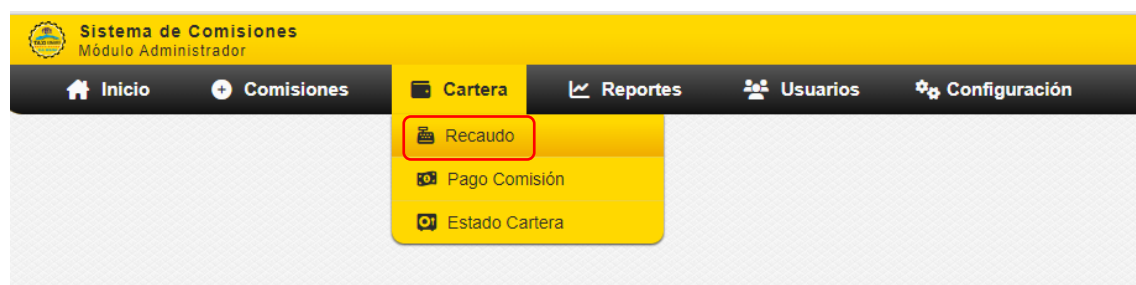 Sistema de Comisiones
Módulo Administrador
Inicio Comisiones Cartera Reportes Usuarios Configuración
Recaudo
Pago Comisión
Estado Cartera